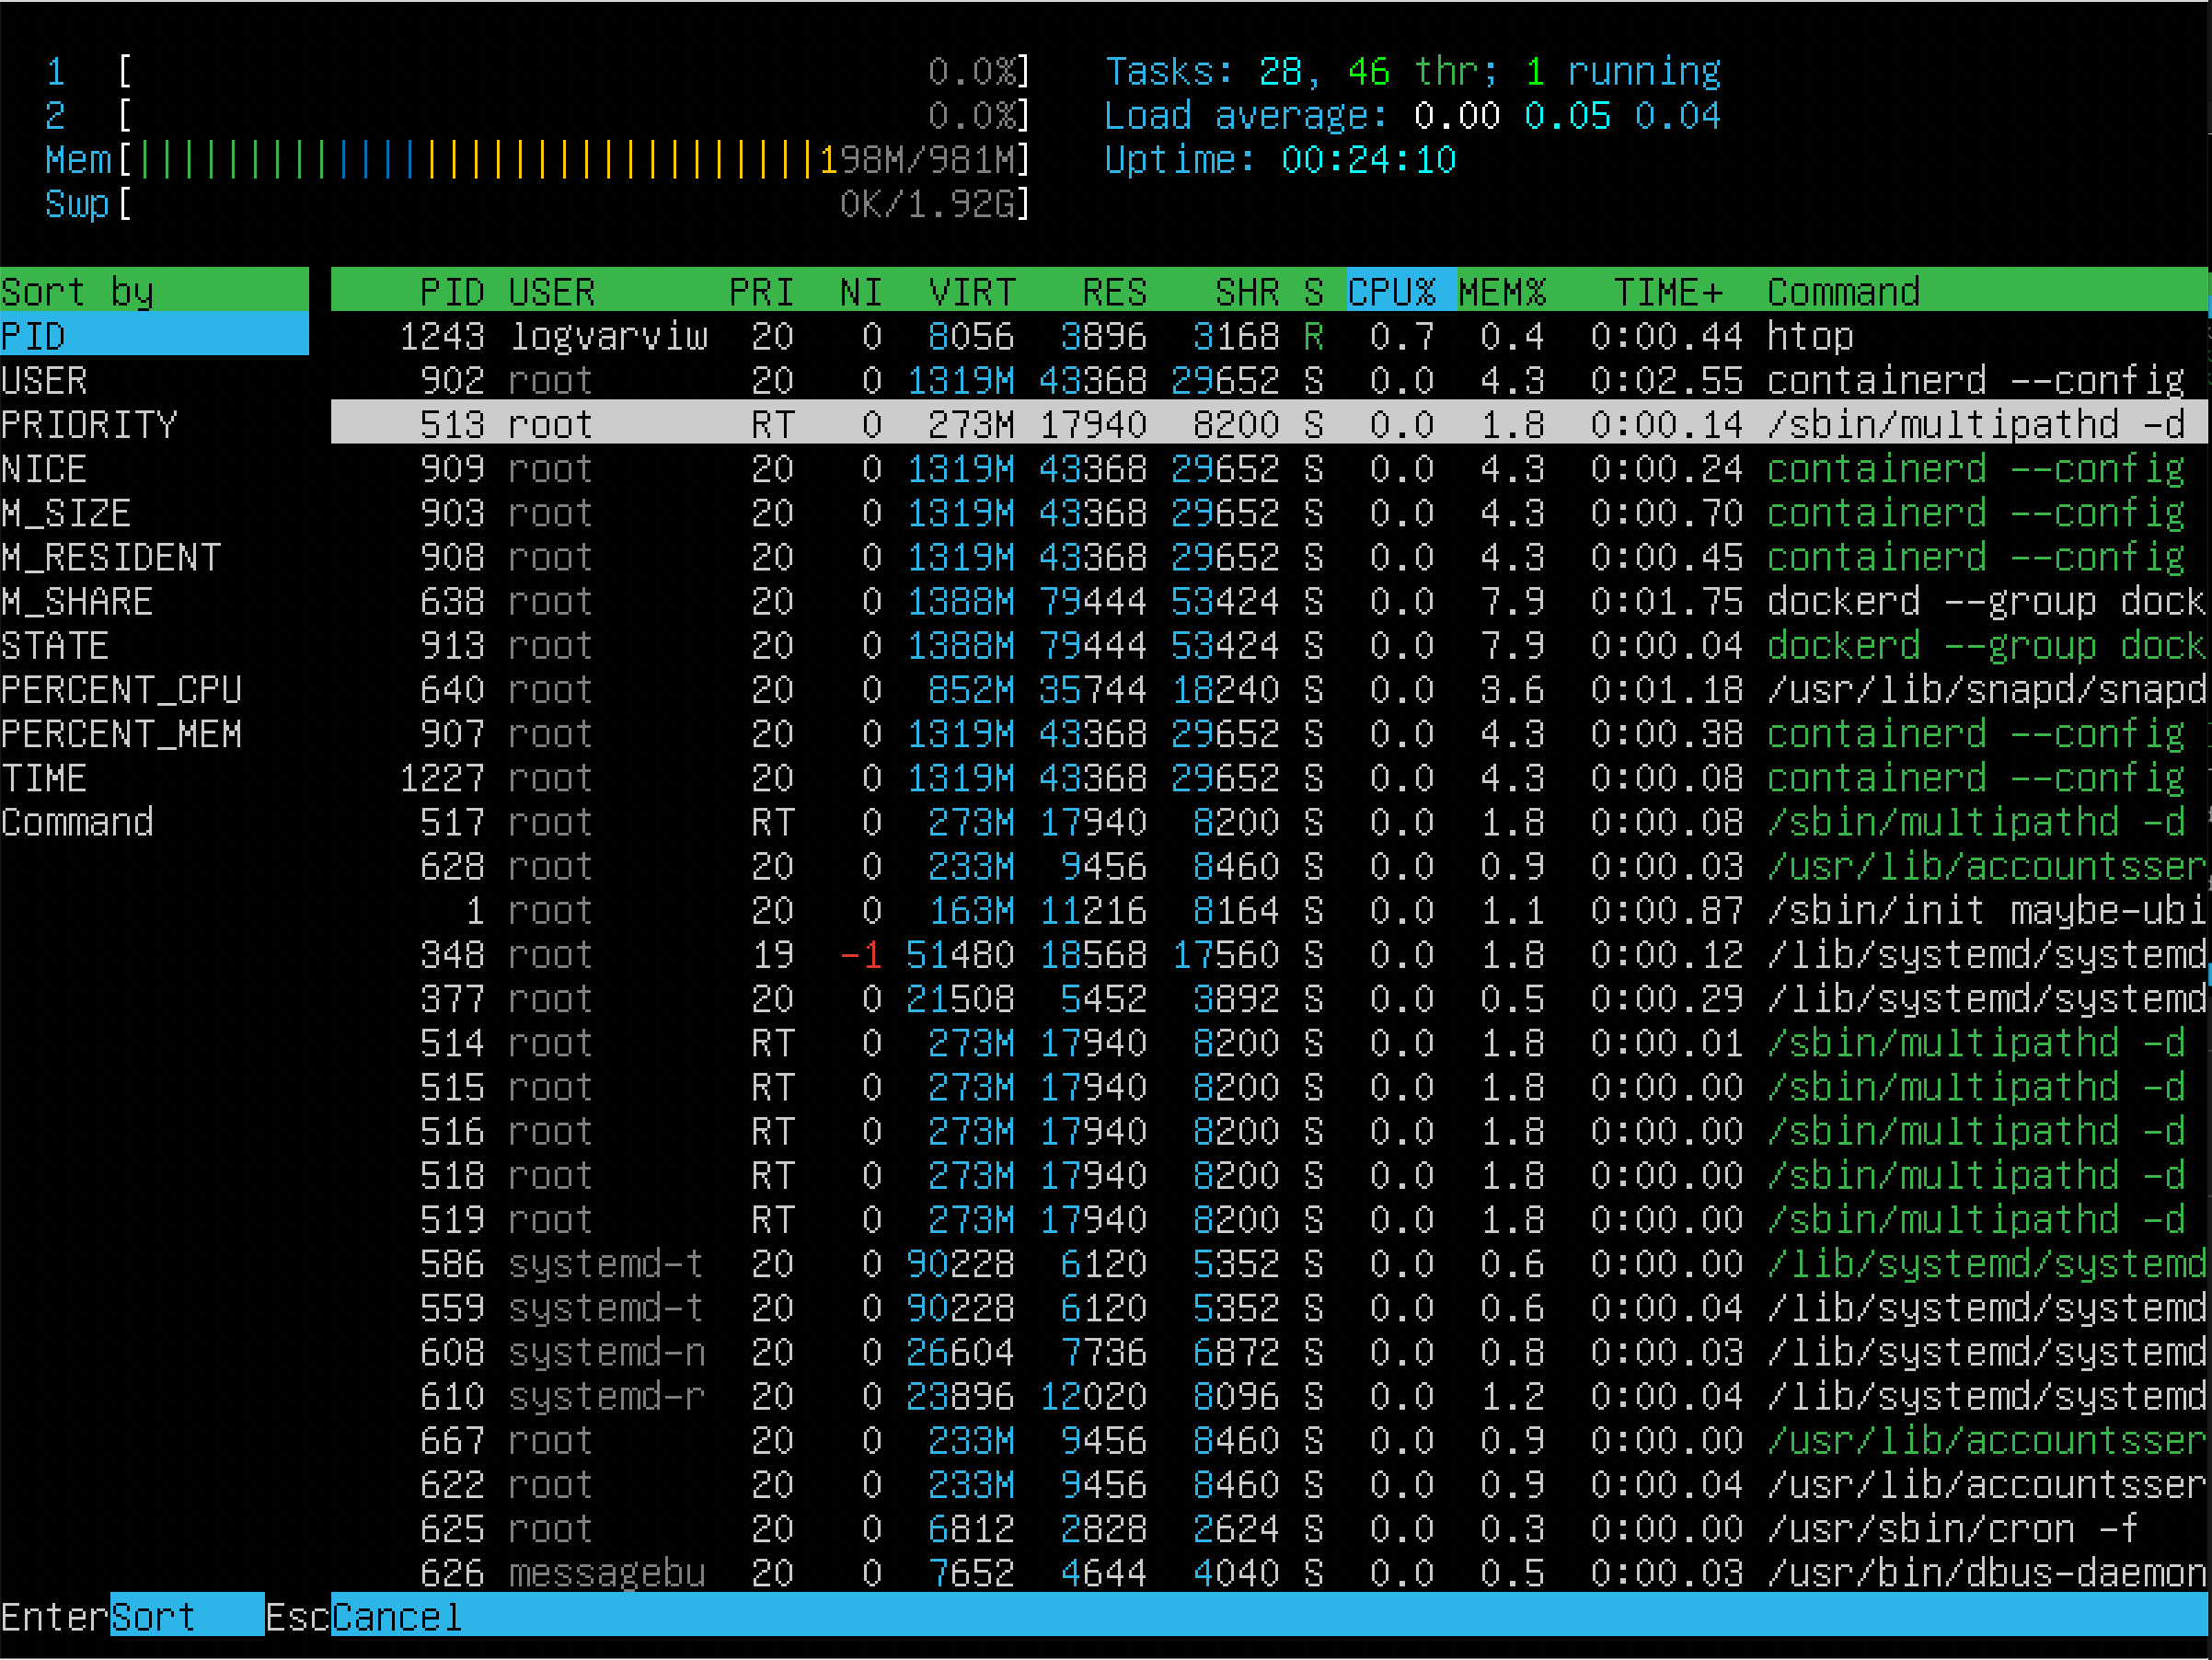 1 [ 0.0%] Tasks: 28, 46 thr; 1 running
2 [ 0.0%] Load average: 0.00 0.05 0.04
Mem[|||||||||||||||||||||||||||||||198M/981M] Uptime: 00:24:10
Swp[ 0K/1.92G]
Sort by PID USER PRI NI VIRT RES SHR S CPU% MEM% TIME+ Command
PID 1243 logvarviw 20 0 8056 3896 3168 R 0.7 0.4 0:00.44 htop
USER 902 root 20 0 1319M 43368 29652 S 0.0 4.3 0:02.55 containerd --config
PRIORITY 513 root RT 0 273M 17940 8200 S 0.0 1.8 0:00.14 /sbin/multipathd -d
NICE 909 root 20 0 1319M 43368 29652 S 0.0 4.3 0:00.24 containerd --config
M_SIZE 903 root 20 0 1319M 43368 29652 S 0.0 4.3 0:00.70 containerd --config
M_RESIDENT 908 root 20 0 1319M 43368 29652 S 0.0 4.3 0:00.45 containerd --config
M_SHARE 638 root 20 0 1388M 79444 53424 S 0.0 7.9 0:01.75 dockerd --group dock
STATE 913 root 20 0 1388M 79444 53424 S 0.0 7.9 0:00.04 dockerd --group dock
PERCENT_CPU 640 root 20 0 852M 35744 18240 S 0.0 3.6 0:01.18 /usr/lib/snapd/snapd
PERCENT_MEM 907 root 20 0 1319M 43368 29652 S 0.0 4.3 0:00.38 containerd --config
TIME 1227 root 20 0 1319M 43368 29652 S 0.0 4.3 0:00.08 containerd --config
Command 517 root RT 0 273M 17940 8200 S 0.0 1.8 0:00.08 /sbin/multipathd -d
628 root 20 0 233M 9456 8460 S 0.0 0.9 0:00.03 /usr/lib/accountsser
1 root 20 0 163M 11216 8164 S 0.0 1.1 0:00.87 /sbin/init maybe-ubi
348 root 19 -1 51480 18568 17560 S 0.0 1.8 0:00.12 /lib/systemd/systemd
377 root 20 0 21508 5452 3892 S 0.0 0.5 0:00.29 /lib/systemd/systemd
514 root RT 0 273M 17940 8200 S 0.0 1.8 0:00.01 /sbin/multipathd -d
515 root RT 0 273M 17940 8200 S 0.0 1.8 0:00.00 /sbin/multipathd -d
516 root RT 0 273M 17940 8200 S 0.0 1.8 0:00.00 /sbin/multipathd -d
518 root RT 0 273M 17940 8200 S 0.0 1.8 0:00.00 /sbin/multipathd -d
519 root RT 0 273M 17940 8200 S 0.0 1.8 0:00.00 /sbin/multipathd -d
586 systemd-t 20 0 90228 6120 5352 S 0.0 0.6 0:00.00 /lib/systemd/systemd
559 systemd-t 20 0 90228 6120 5352 S 0.0 0.6 0:00.04 /lib/systemd/systemd
608 systemd-n 20 0 26604 7736 6872 S 0.0 0.8 0:00.03 /lib/systemd/systemd
610 systemd-r 20 0 23896 12020 8096 S 0.0 1.2 0:00.04 /lib/systemd/systemd
667 root 20 0 233M 9456 8460 S 0.0 0.9 0:00.00 /usr/lib/accountsser
622 root 20 0 233M 9456 8460 S 0.0 0.9 0:00.04 /usr/lib/accountsser
625 root 20 0 6812 2828 2624 S 0.0 0.3 0:00.00 /usr/sbin/cron -f
626 messagebu 20 0 7652 4644 4040 S 0.0 0.5 0:00.03 /usr/bin/dbus-daemon
EnterSort EscCancel